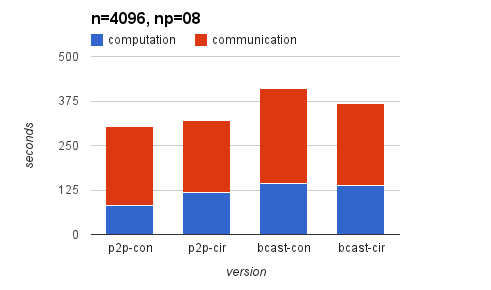 n=4096, np=08
computation communication
500
375
250
125
0
seconds
p2p-con p2p-cir bcast-con bcast-cir
version